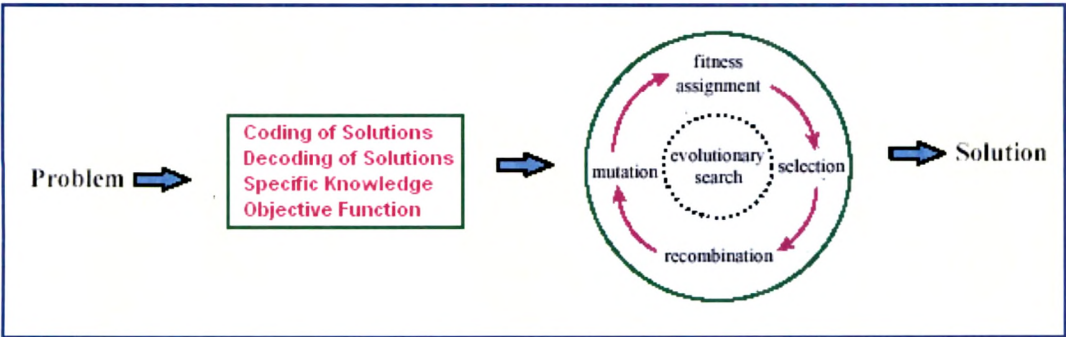 Problem
Coding of Solutions
Decoding of Solutions
Specific Knowledge
Objective Function
fitness
assignment
selection
recombination
mutation
evolutionary
search
Solution